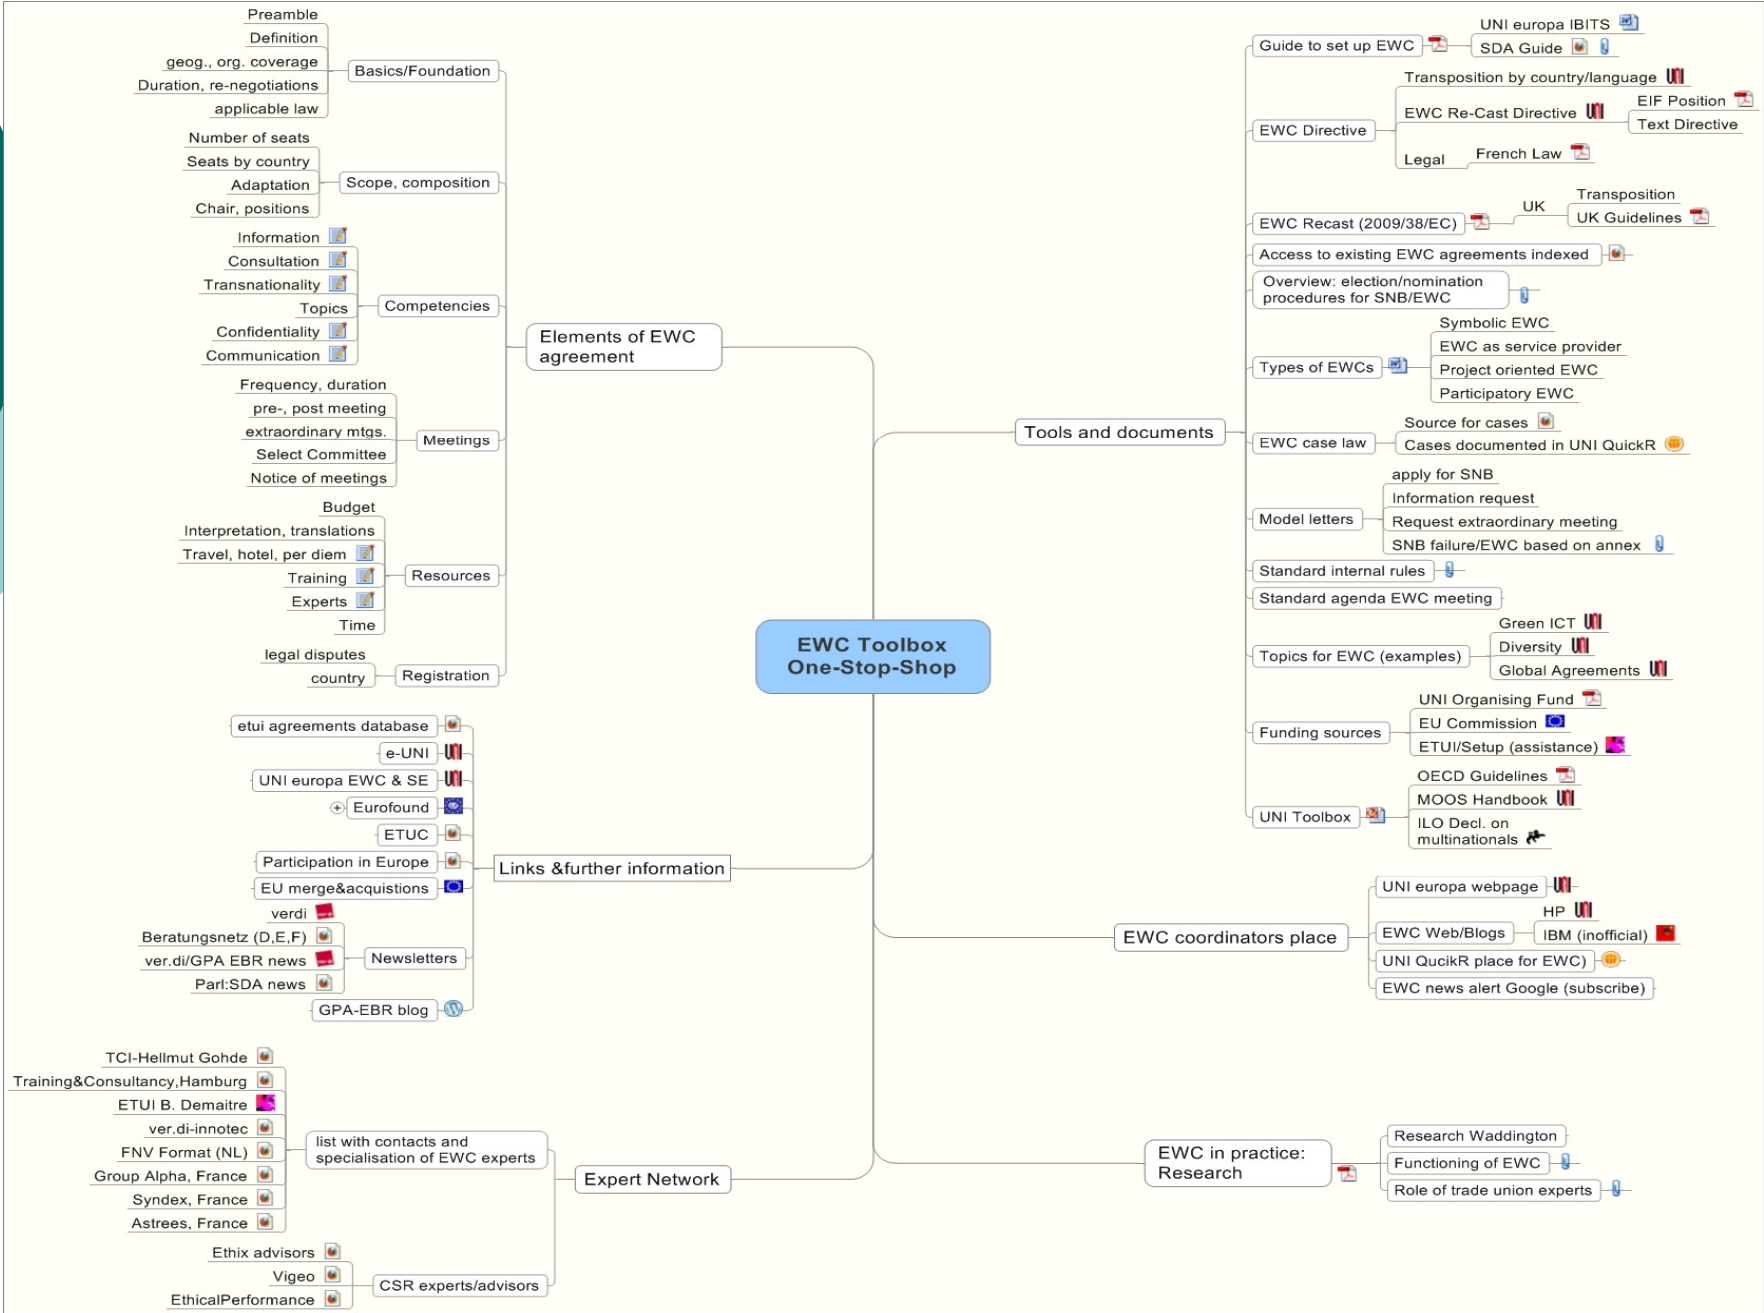 EWC Toolbox
One-Stop-Shop
Elements of EWC
agreement
Basics/Foundation
Preamble
Definition
geog., org. coverage
Duration, re-negotiations
applicable law
Scope, composition
Number of seats
Seats by country
Adaptation
Chair, positions
Competencies
Information
Consultation
Transnationality
Topics
Confidentiality
Communication
Meetings
Frequency, duration
pre-, post meeting
extraordinary mtgs.
Select Committee
Notice of meetings
Resources
Budget
Interpretation, translations
Travel, hotel, per diem
Training
Experts
Time
Registration
legal disputes
country
Links &further information
etui agreements database
e-UNI
UNI europa EWC & SE
Eurofound
ETUC
Participation in Europe
EU merge&acquistions
Newsletters
verdi
Beratungsnetz (D,E,F)
ver.di/GPA EBR news
Parl:SDA news
GPA-EBR blog
Expert Network
list with contacts and
specialisation of EWC experts
TCI-Hellmut Gohde
Training&Consultancy,Hamburg
ETUI B. Demaitre
ver.di-innotec
FNV Format (NL)
Group Alpha, France
Syndex, France
Astrees, France
CSR experts/advisors
Ethix advisors
Vigeo
EthicalPerformance
Tools and documents
Guide to set up EWC
UNI europa IBITS
SDA Guide
EWC Directive
Transposition by country/language
EWC Re-Cast Directive
EIF Position
Text Directive
Legal
French Law
EWC Recast (2009/38/EC)
UK
Transposition
UK Guidelines
Access to existing EWC agreements indexed
Overview: election/nomination
procedures for SNB/EWC
Types of EWCs
Symbolic EWC
EWC as service provider
Project oriented EWC
Participatory EWC
EWC case law
Source for cases
Cases documented in UNI QuickR
Model letters
apply for SNB
Information request
Request extraordinary meeting
SNB failure/EWC based on annex
Standard internal rules
Standard agenda EWC meeting
Topics for EWC (examples)
Green ICT
Diversity
Global Agreements
Funding sources
UNI Organising Fund
EU Commission
ETUI/Setup (assistance)
UNI Toolbox
OECD Guidelines
MOOS Handbook
ILO Decl. on
multinationals
EWC coordinators place
UNI europa webpage
EWC Web/Blogs
HP
IBM (inofficial)
UNI QucikR place for EWC)
EWC news alert Google (subscribe)
EWC in practice:
Research
Research Waddington
Functioning of EWC
Role of trade union experts